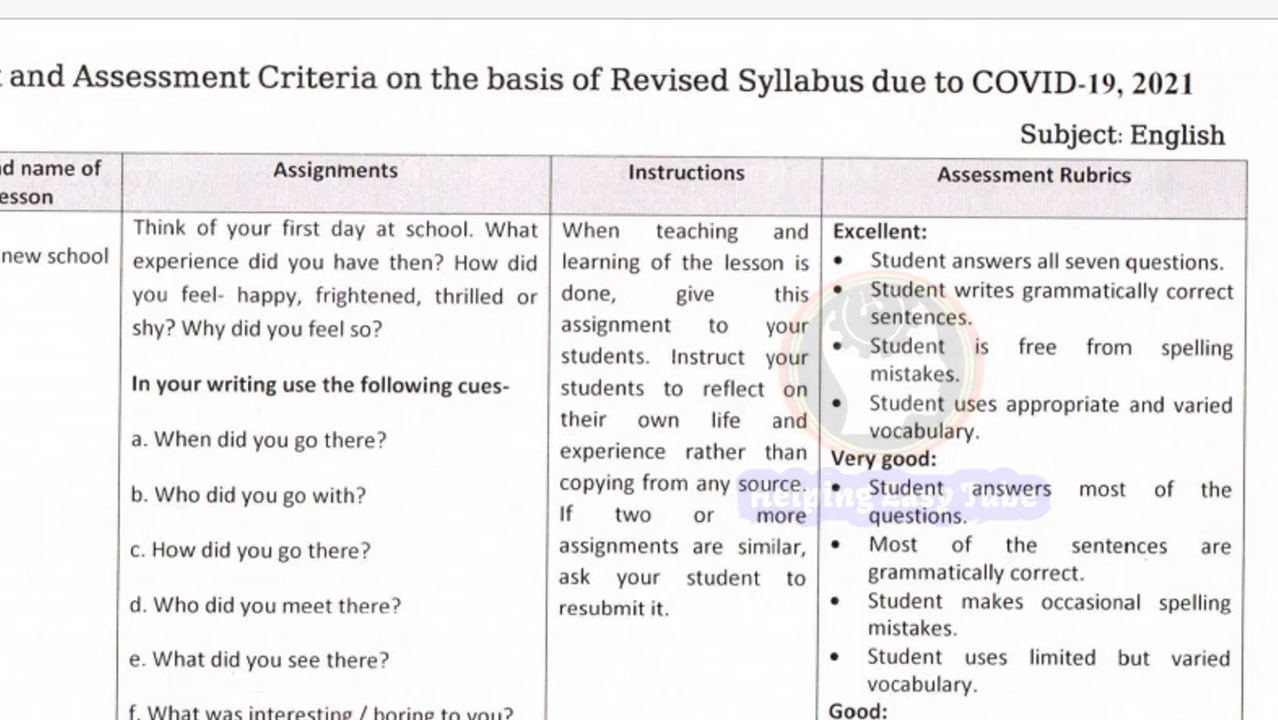 and Assessment Criteria on the basis of Revised Syllabus due to COVID-19, 2021
Subject: English
name of
esson
Assignments
Instructions
Assessment Rubrics
new school
Think of your first day at school. What
experience did you have then? How did
you feel- happy, frightened, thrilled or
shy? Why did you feel so?
In your writing use the following cues-
a. When did you go there?
b. Who did you go with?
c. How did you go there?
d. Who did you meet there?
e. What did you see there?
f. What was interesting / boring to you?
When teaching and
learning of the lesson is
done, give this
assignment to your
students. Instruct your
students to reflect on
their own life and
experience rather than
copying from any source.
If two or more
assignments are similar,
ask your student to
resubmit it.
Excellent:
• Student answers all seven questions.
• Student writes grammatically correct
sentences.
• Student is free from spelling
mistakes.
• Student uses appropriate and varied
vocabulary.
Very good:
• Student answers most of the
questions.
• Most of the sentences are
grammatically correct.
• Student makes occasional spelling
mistakes.
• Student uses limited but varied
vocabulary.
Good:
Helping Easy Tube